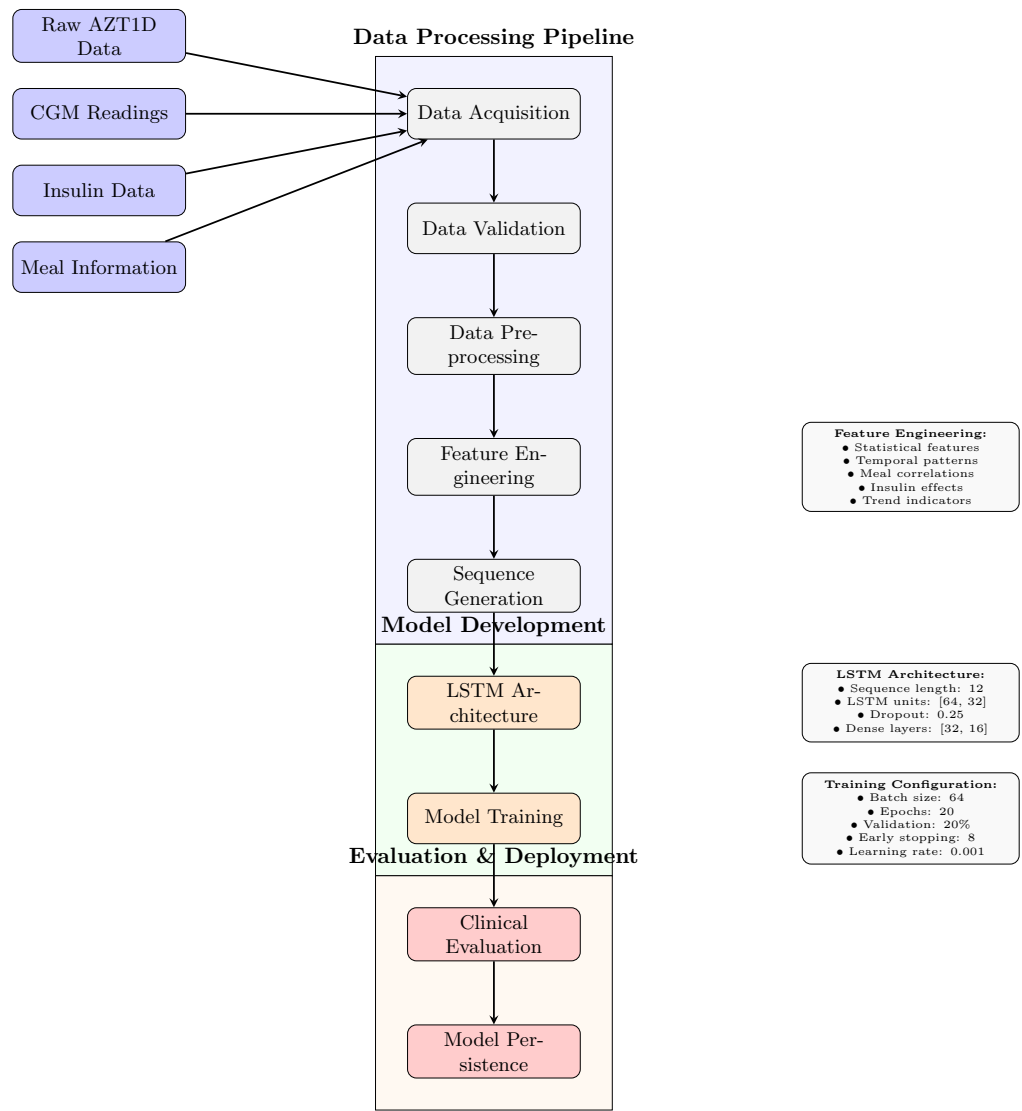 Raw AZT1D
Data
CGM Readings
Insulin Data
Meal Information
Data Processing Pipeline
Data Acquisition
Data Validation
Data Pre-
processing
Feature En-
gineering
Sequence
Generation
Model Development
LSTM Ar-
chitecture
Model Training
Evaluation & Deployment
Clinical
Evaluation
Model Per-
sistence
Feature Engineering:
• Statistical features
• Temporal patterns
• Meal correlations
• Insulin effects
• Trend indicators
LSTM Architecture:
• Sequence length: 12
• LSTM units: [64, 32]
• Dropout: 0.25
• Dense layers: [32, 16]
Training Configuration:
• Batch size: 64
• Epochs: 20
• Validation: 20%
• Early stopping: 8
• Learning rate: 0.001